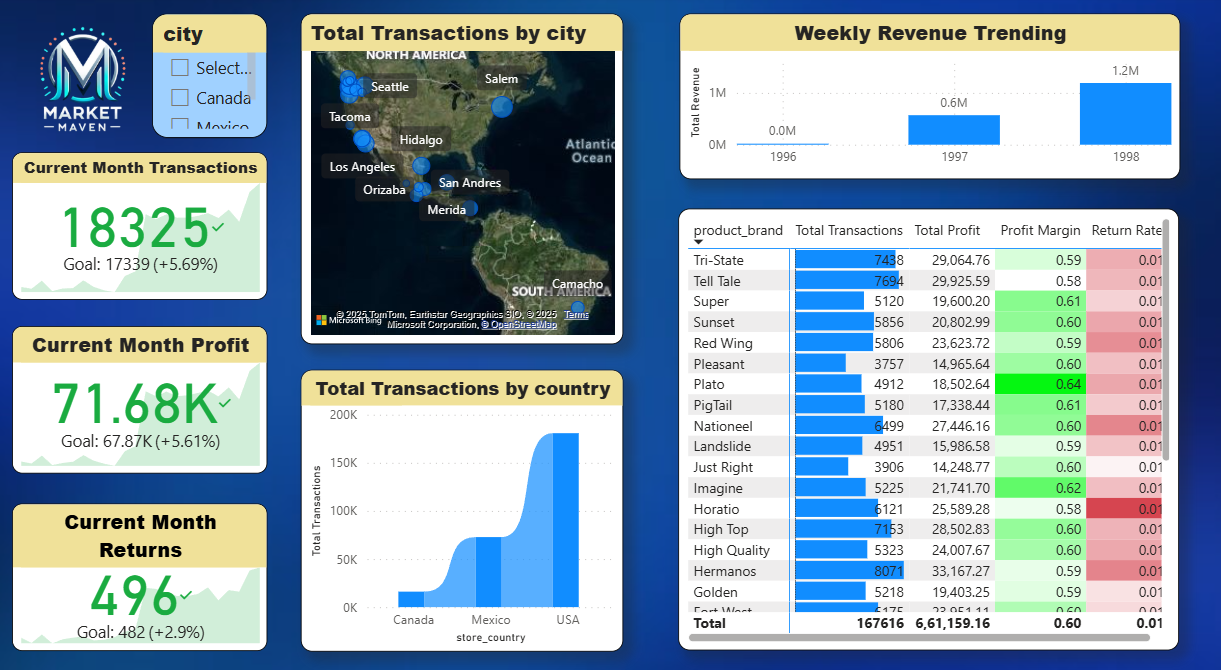 MARKET
MAVEN
city
Select...
Canada
Mexico
Current Month Transactions
18325
Goal: 17339 (+5.69%)
Current Month Profit
71.68K
Goal: 67.87K (+5.61%)
Current Month
Returns
496
Goal: 482 (+2.9%)
Total Transactions by city
NORTH AMERICA
Seattle
Salem
Tacoma
Hidalgo
Atlantic
Ocean
Los Angeles
Orizaba
San Andres
Merida
Camacho
SOUTH AMERICA
Microsoft Bing
© 2025 TomTom, Earthstar Geographics SIO, © 2025
Microsoft Corporation, © OpenStreetMap
Terms
Total Transactions by country
Total Transactions
200K
150K
100K
50K
0K
Canada Mexico USA
store_country
Weekly Revenue Trending
Total Revenue
1M
0M
0.0M
0.6M
1.2M
1996 1997 1998
product_brand Total Transactions Total Profit Profit Margin Return Rate
Tri-State 7438 29,064.76 0.59 0.01
Tell Tale 7694 29,925.59 0.58 0.01
Super 5120 19,600.20 0.61 0.01
Sunset 5856 20,802.99 0.60 0.01
Red Wing 5806 23,623.72 0.59 0.01
Pleasant 3757 14,965.64 0.60 0.01
Plato 4912 18,502.64 0.64 0.01
PigTail 5180 17,338.44 0.61 0.01
Nationeel 6499 27,446.16 0.60 0.01
Landslide 4951 15,986.58 0.59 0.01
Just Right 3906 14,248.77 0.60 0.01
Imagine 5225 21,741.70 0.62 0.01
Horatio 6121 25,589.28 0.58 0.01
High Top 7153 28,502.83 0.60 0.01
High Quality 5323 24,007.67 0.60 0.01
Hermanos 8071 33,167.27 0.59 0.01
Golden 5218 19,403.25 0.59 0.01
Fort West 6175 23,951.11 0.60 0.01
Total 167616 6,61,159.16 0.60 0.01